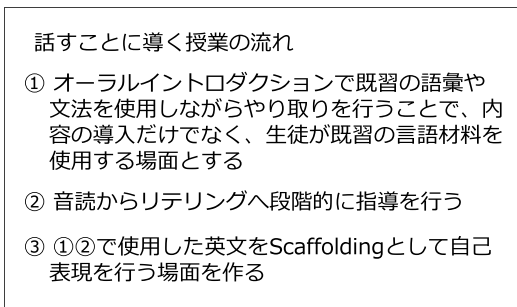 話すことに導く授業の流れ
① オーラルイントロダクションで既習の語彙や
文法を使用しながらやり取りを行うことで、内
容の導入だけでなく、生徒が既習の言語材料を
使用する場面とする
② 音読からリテリングへ段階的に指導を行う
③ ①②で使用した英文をScaffoldingとして自己
表現を行う場面を作る